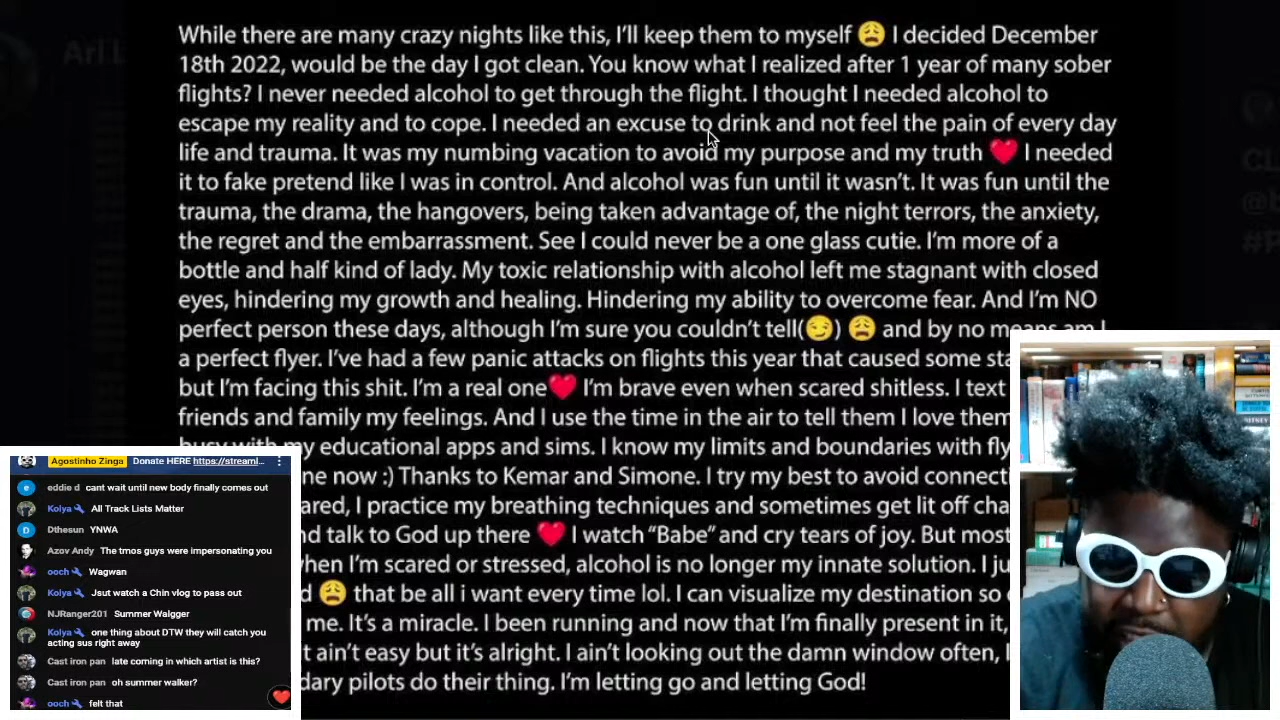 While there are many crazy nights like this, I'll keep them to myself 😩 I decided December
18th 2022, would be the day I got clean. You know what I realized after 1 year of many sober
flights? I never needed alcohol to get through the flight. I thought I needed alcohol to
escape my reality and to cope. I needed an excuse to drink and not feel the pain of every day
life and trauma. It was my numbing vacation to avoid my purpose and my truth ❤️ I needed
it to fake pretend like I was in control. And alcohol was fun until it wasn't. It was fun until the
trauma, the drama, the hangovers, being taken advantage of, the night terrors, the anxiety,
the regret and the embarrassment. See I could never be a one glass cutie. I'm more of a
bottle and half kind of lady. My toxic relationship with alcohol left me stagnant with closed
eyes, hindering my growth and healing. Hindering my ability to overcome fear. And I'm NO
perfect person these days, although I'm sure you couldn't tell(😏) 😩 and by no means am I
a perfect flyer. I've had a few panic attacks on flights this year that caused some
but I'm facing this shit. I'm a real one❤️ I'm brave even when scared shitless. I text
friends and family my feelings. And I use the time in the air to tell them I love them
busy with my educational apps and sims. I know my limits and boundaries with
now :) Thanks to Kemar and Simone. I try my best to avoid
I practice my breathing techniques and sometimes get lit off
talk to God up there ❤️ I watch “Babe” and cry tears of joy. But most
when I'm scared or stressed, alcohol is no longer my innate solution. I
😩 that be all i want every time lol. I can visualize my destination so
me. It's a miracle. I been running and now that I'm finally present in it,
ain't easy but it's alright. I ain't looking out the damn window often, I
pilots do their thing. I'm letting go and letting God!
Agostinho Zinga Donate HERE https://streaml...
eddie d cant wait until new body finally comes out
Kolya All Track Lists Matter
Dthesun YNWA
Azov Andy The tmos guys were impersonating you
ooch Wagwan
Kolya Jsut watch a Chin vlog to pass out
NJRanger201 Summer Walgger
Kolya one thing about DTW they will catch you
acting sus right away
Cast iron pan late coming in which artist is this?
Cast iron pan oh summer walker?
ooch felt that